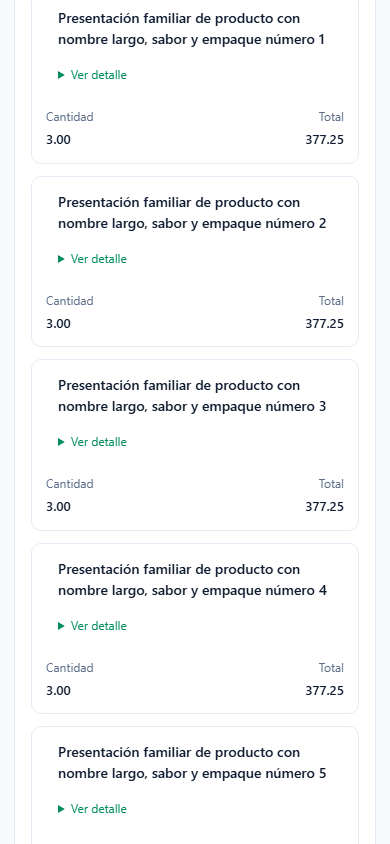 Presentación familiar de producto con
nombre largo, sabor y empaque número 1
▶ Ver detalle
Cantidad Total
3.00 377.25
Presentación familiar de producto con
nombre largo, sabor y empaque número 2
▶ Ver detalle
Cantidad Total
3.00 377.25
Presentación familiar de producto con
nombre largo, sabor y empaque número 3
▶ Ver detalle
Cantidad Total
3.00 377.25
Presentación familiar de producto con
nombre largo, sabor y empaque número 4
▶ Ver detalle
Cantidad Total
3.00 377.25
Presentación familiar de producto con
nombre largo, sabor y empaque número 5
▶ Ver detalle